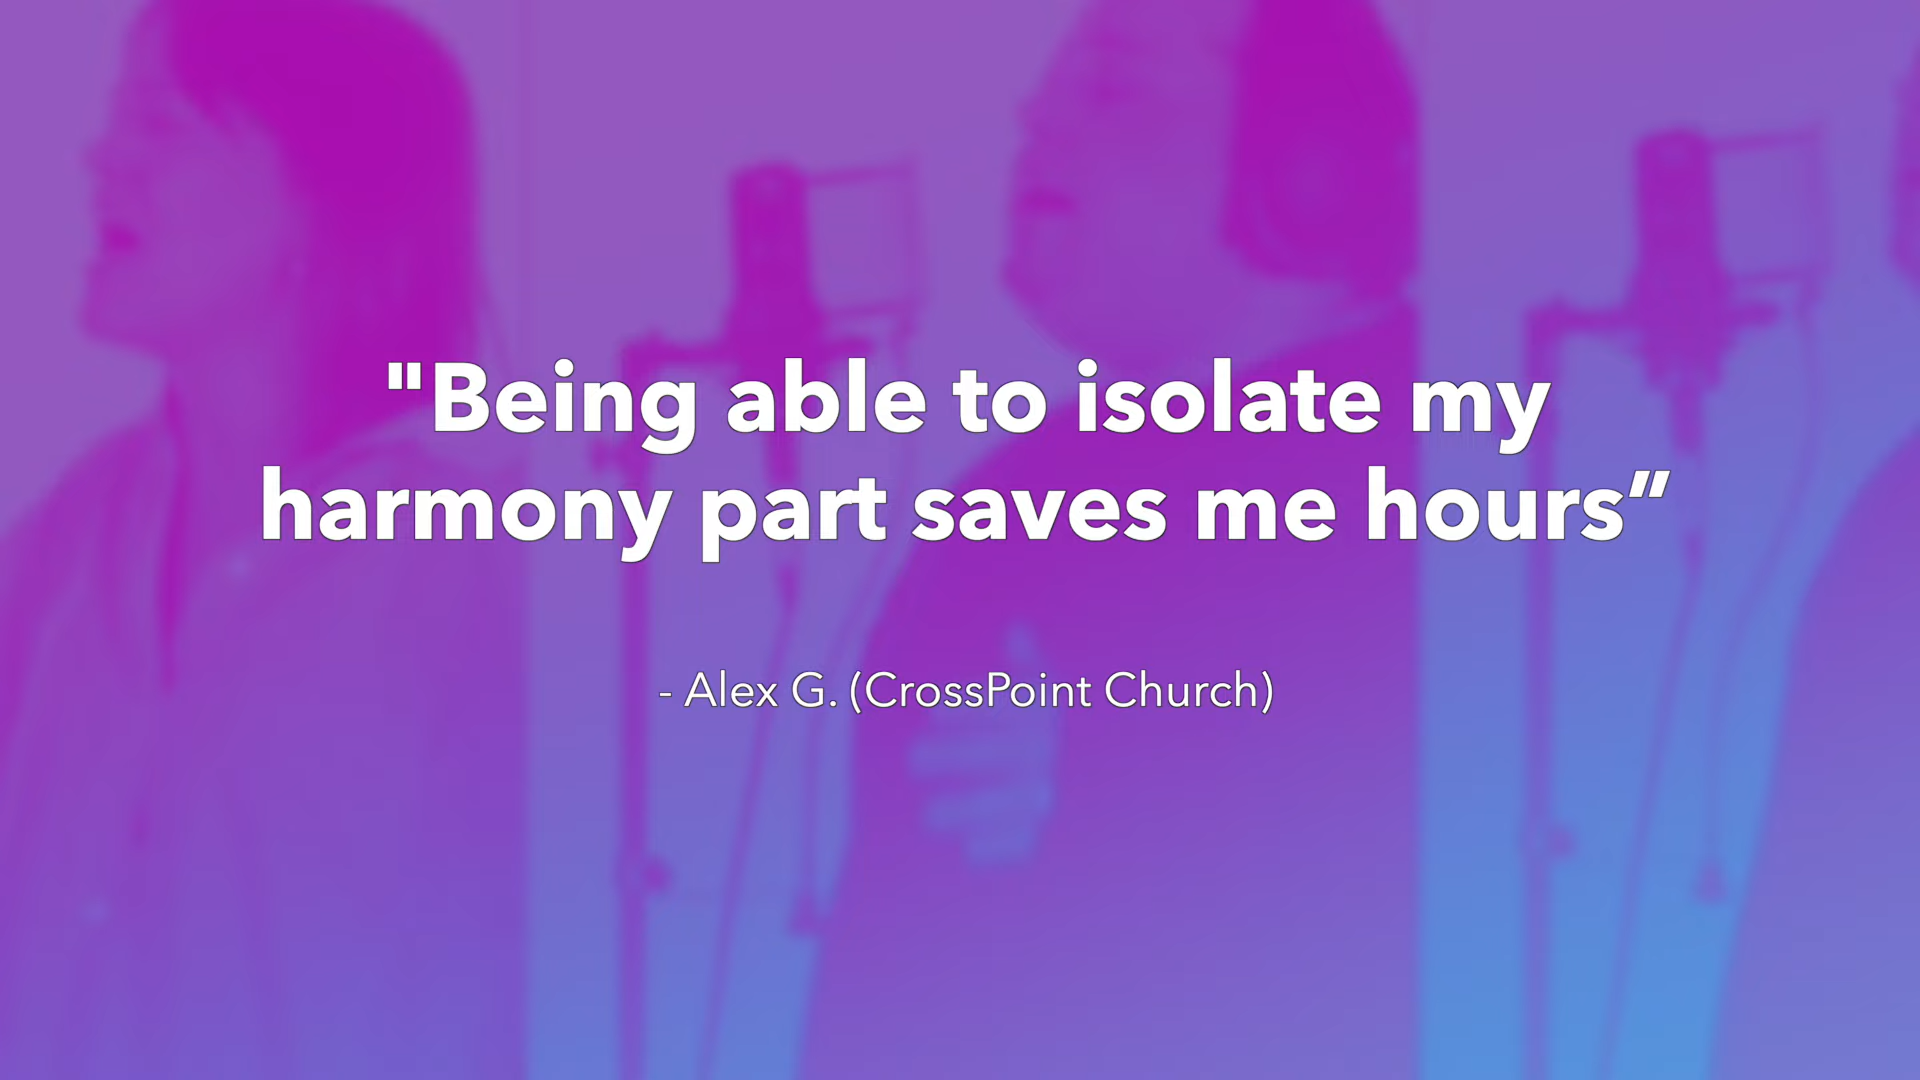 "Being able to isolate my
harmony part saves me hours”
- Alex G. (CrossPoint Church)